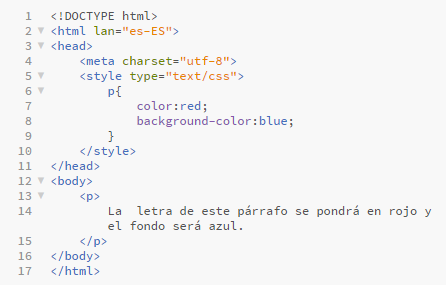 1 <!DOCTYPE html>
2 <html lan="es-ES">
3 <head>
4     <meta charset="utf-8">
5     <style type="text/css">
6         p{
7             color:red;
8             background-color:blue;
9         }
10     </style>
11 </head>
12 <body>
13     <p>
14         La  letra de este párrafo se pondrá en rojo y
el fondo será azul.
15     </p>
16 </body>
17 </html>